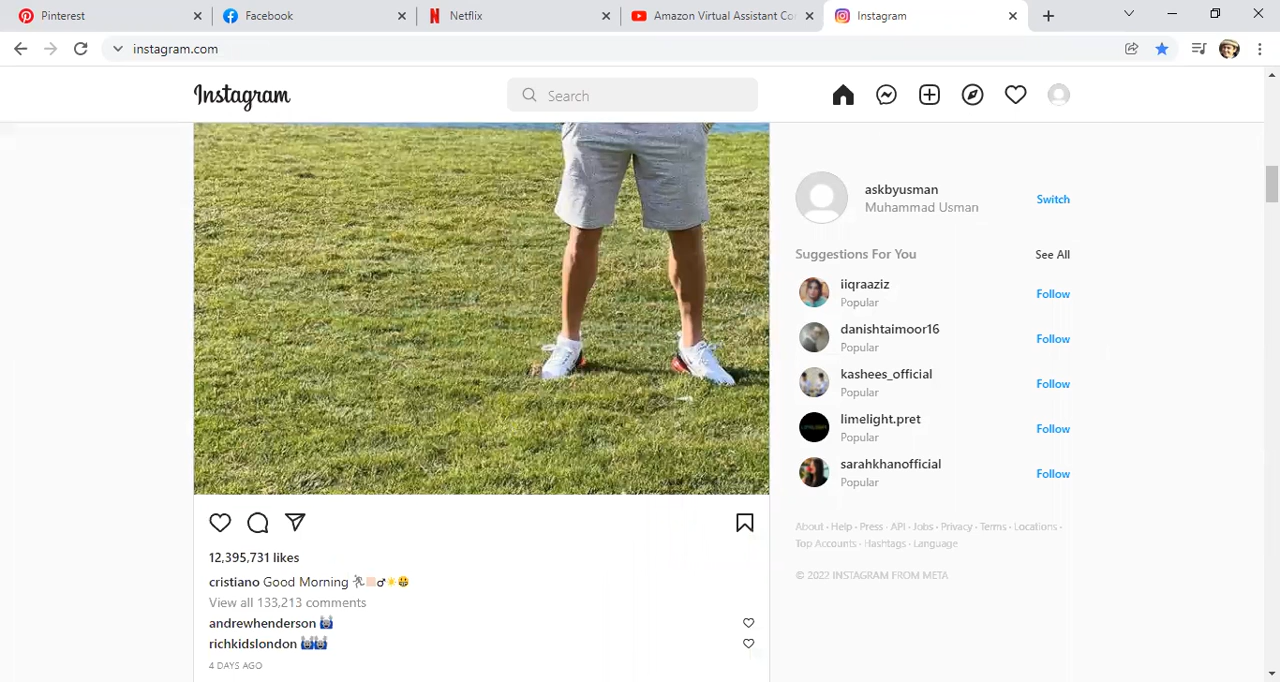 Pinterest
Facebook
Netflix
Amazon Virtual Assistant Co
Instagram
instagram.com
Instagram
Search
askbyusman
Muhammad Usman
Switch
Suggestions For You
See All
iiqraaziz
Popular
Follow
danishtaimoor16
Popular
Follow
kashees_official
Popular
Follow
limelight.pret
Popular
Follow
sarahkhanofficial
Popular
Follow
About · Help · Press · API · Jobs · Privacy · Terms · Locations ·
Top Accounts · Hashtags · Language
© 2022 INSTAGRAM FROM META
12,395,731 likes
cristiano Good Morning 🏃🏻♂☀😃
View all 133,213 comments
andrewhenderson 🙌
richkidslondon 🙌🙌
4 DAYS AGO